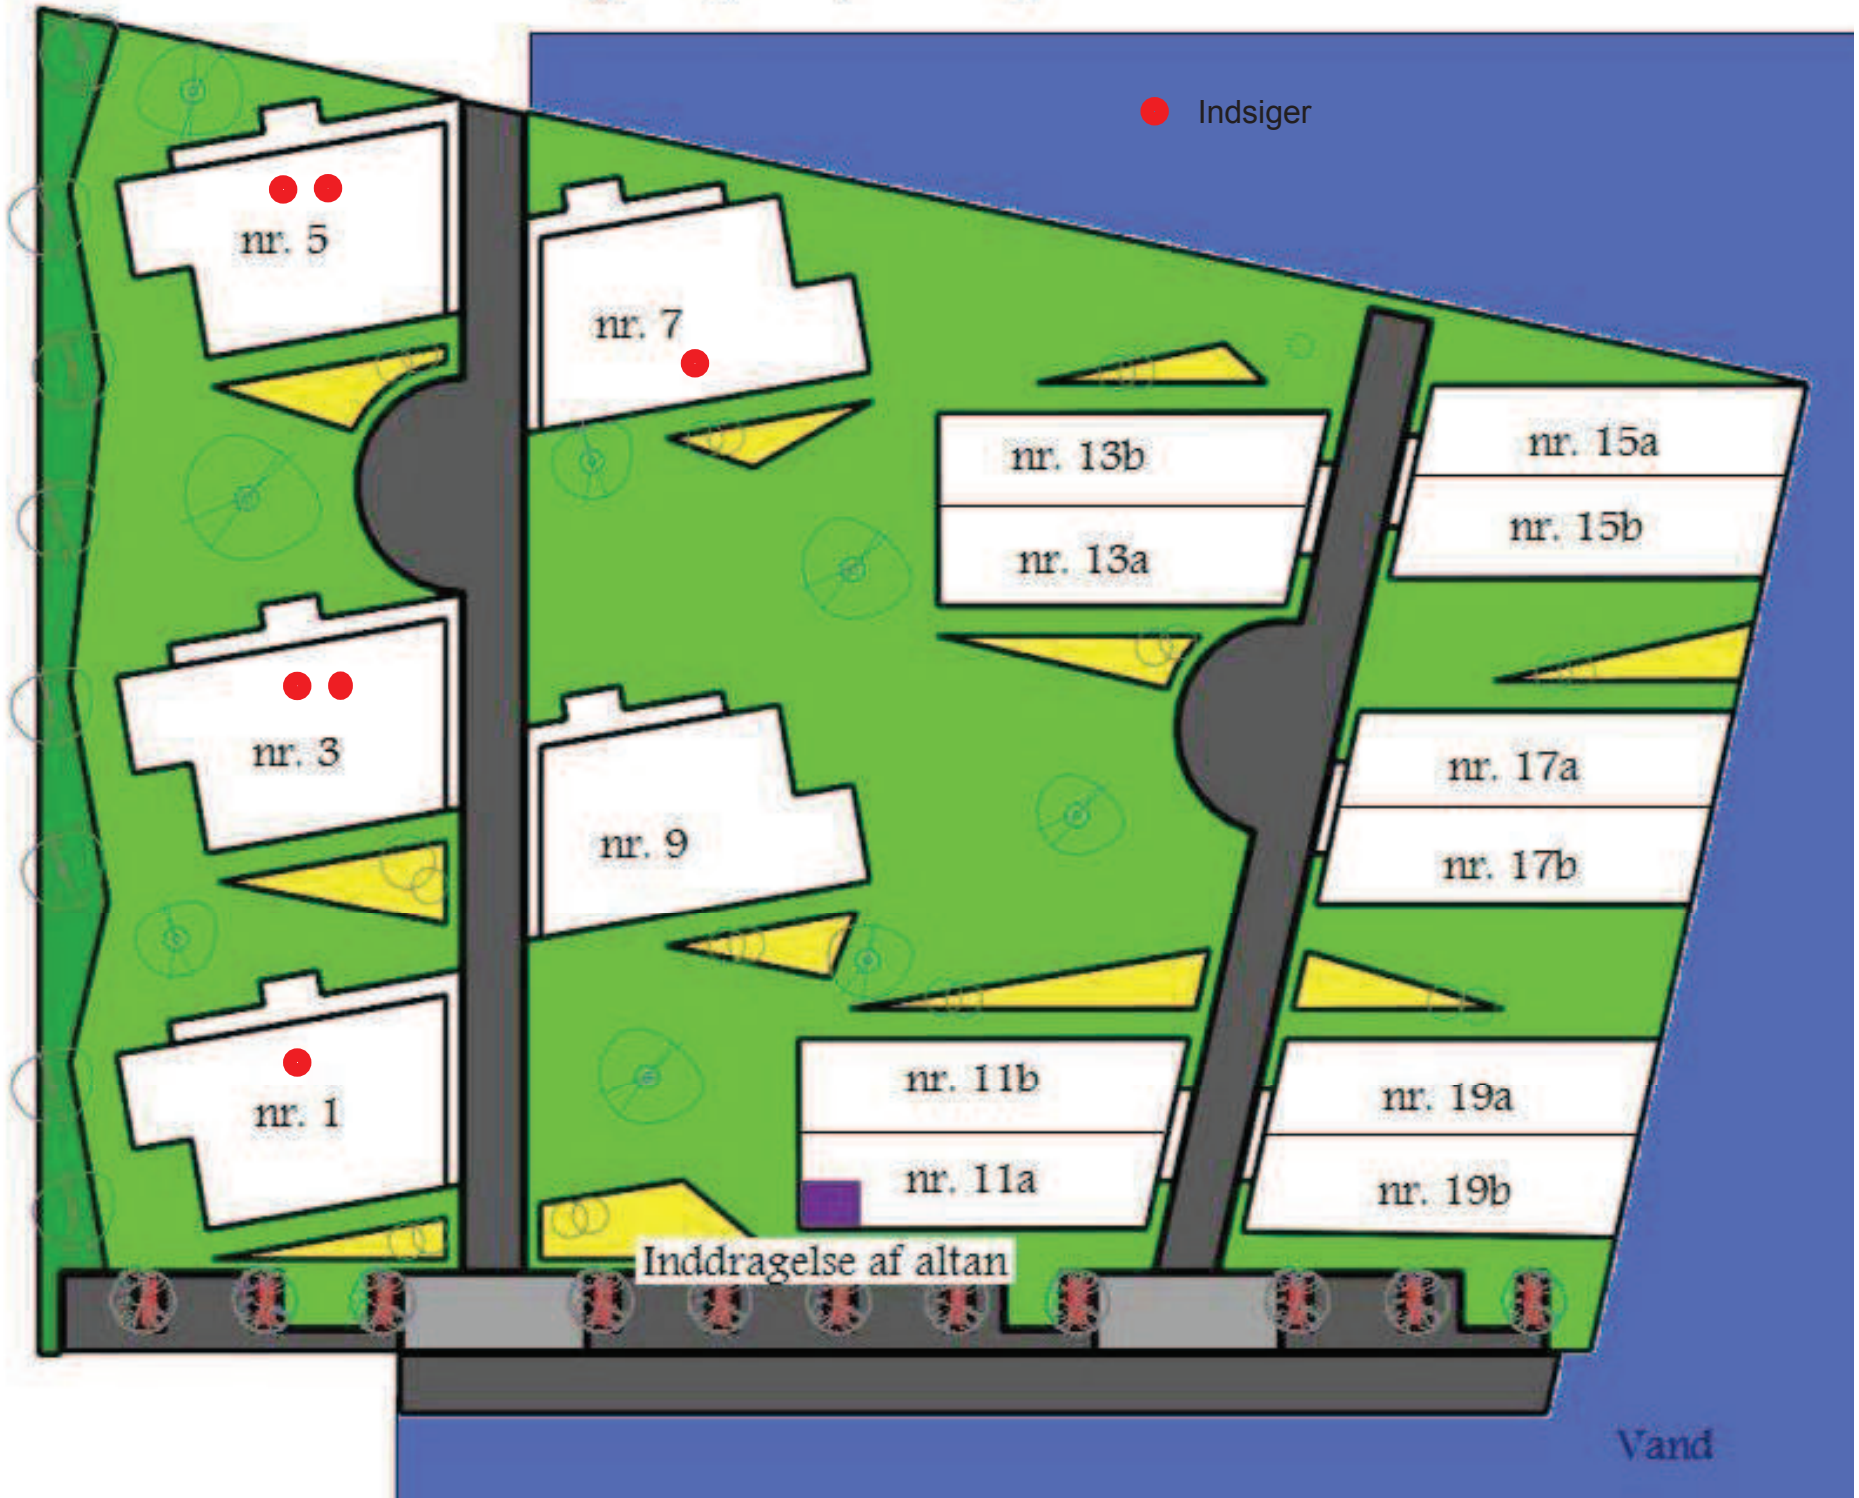 Indsiger
nr. 5
nr. 7
nr. 13b
nr. 15a
nr. 13a
nr. 15b
nr. 3
nr. 9
nr. 17a
nr. 17b
nr. 1
nr. 11b
nr. 19a
nr. 11a
nr. 19b
Inddragelse af altan
Vand